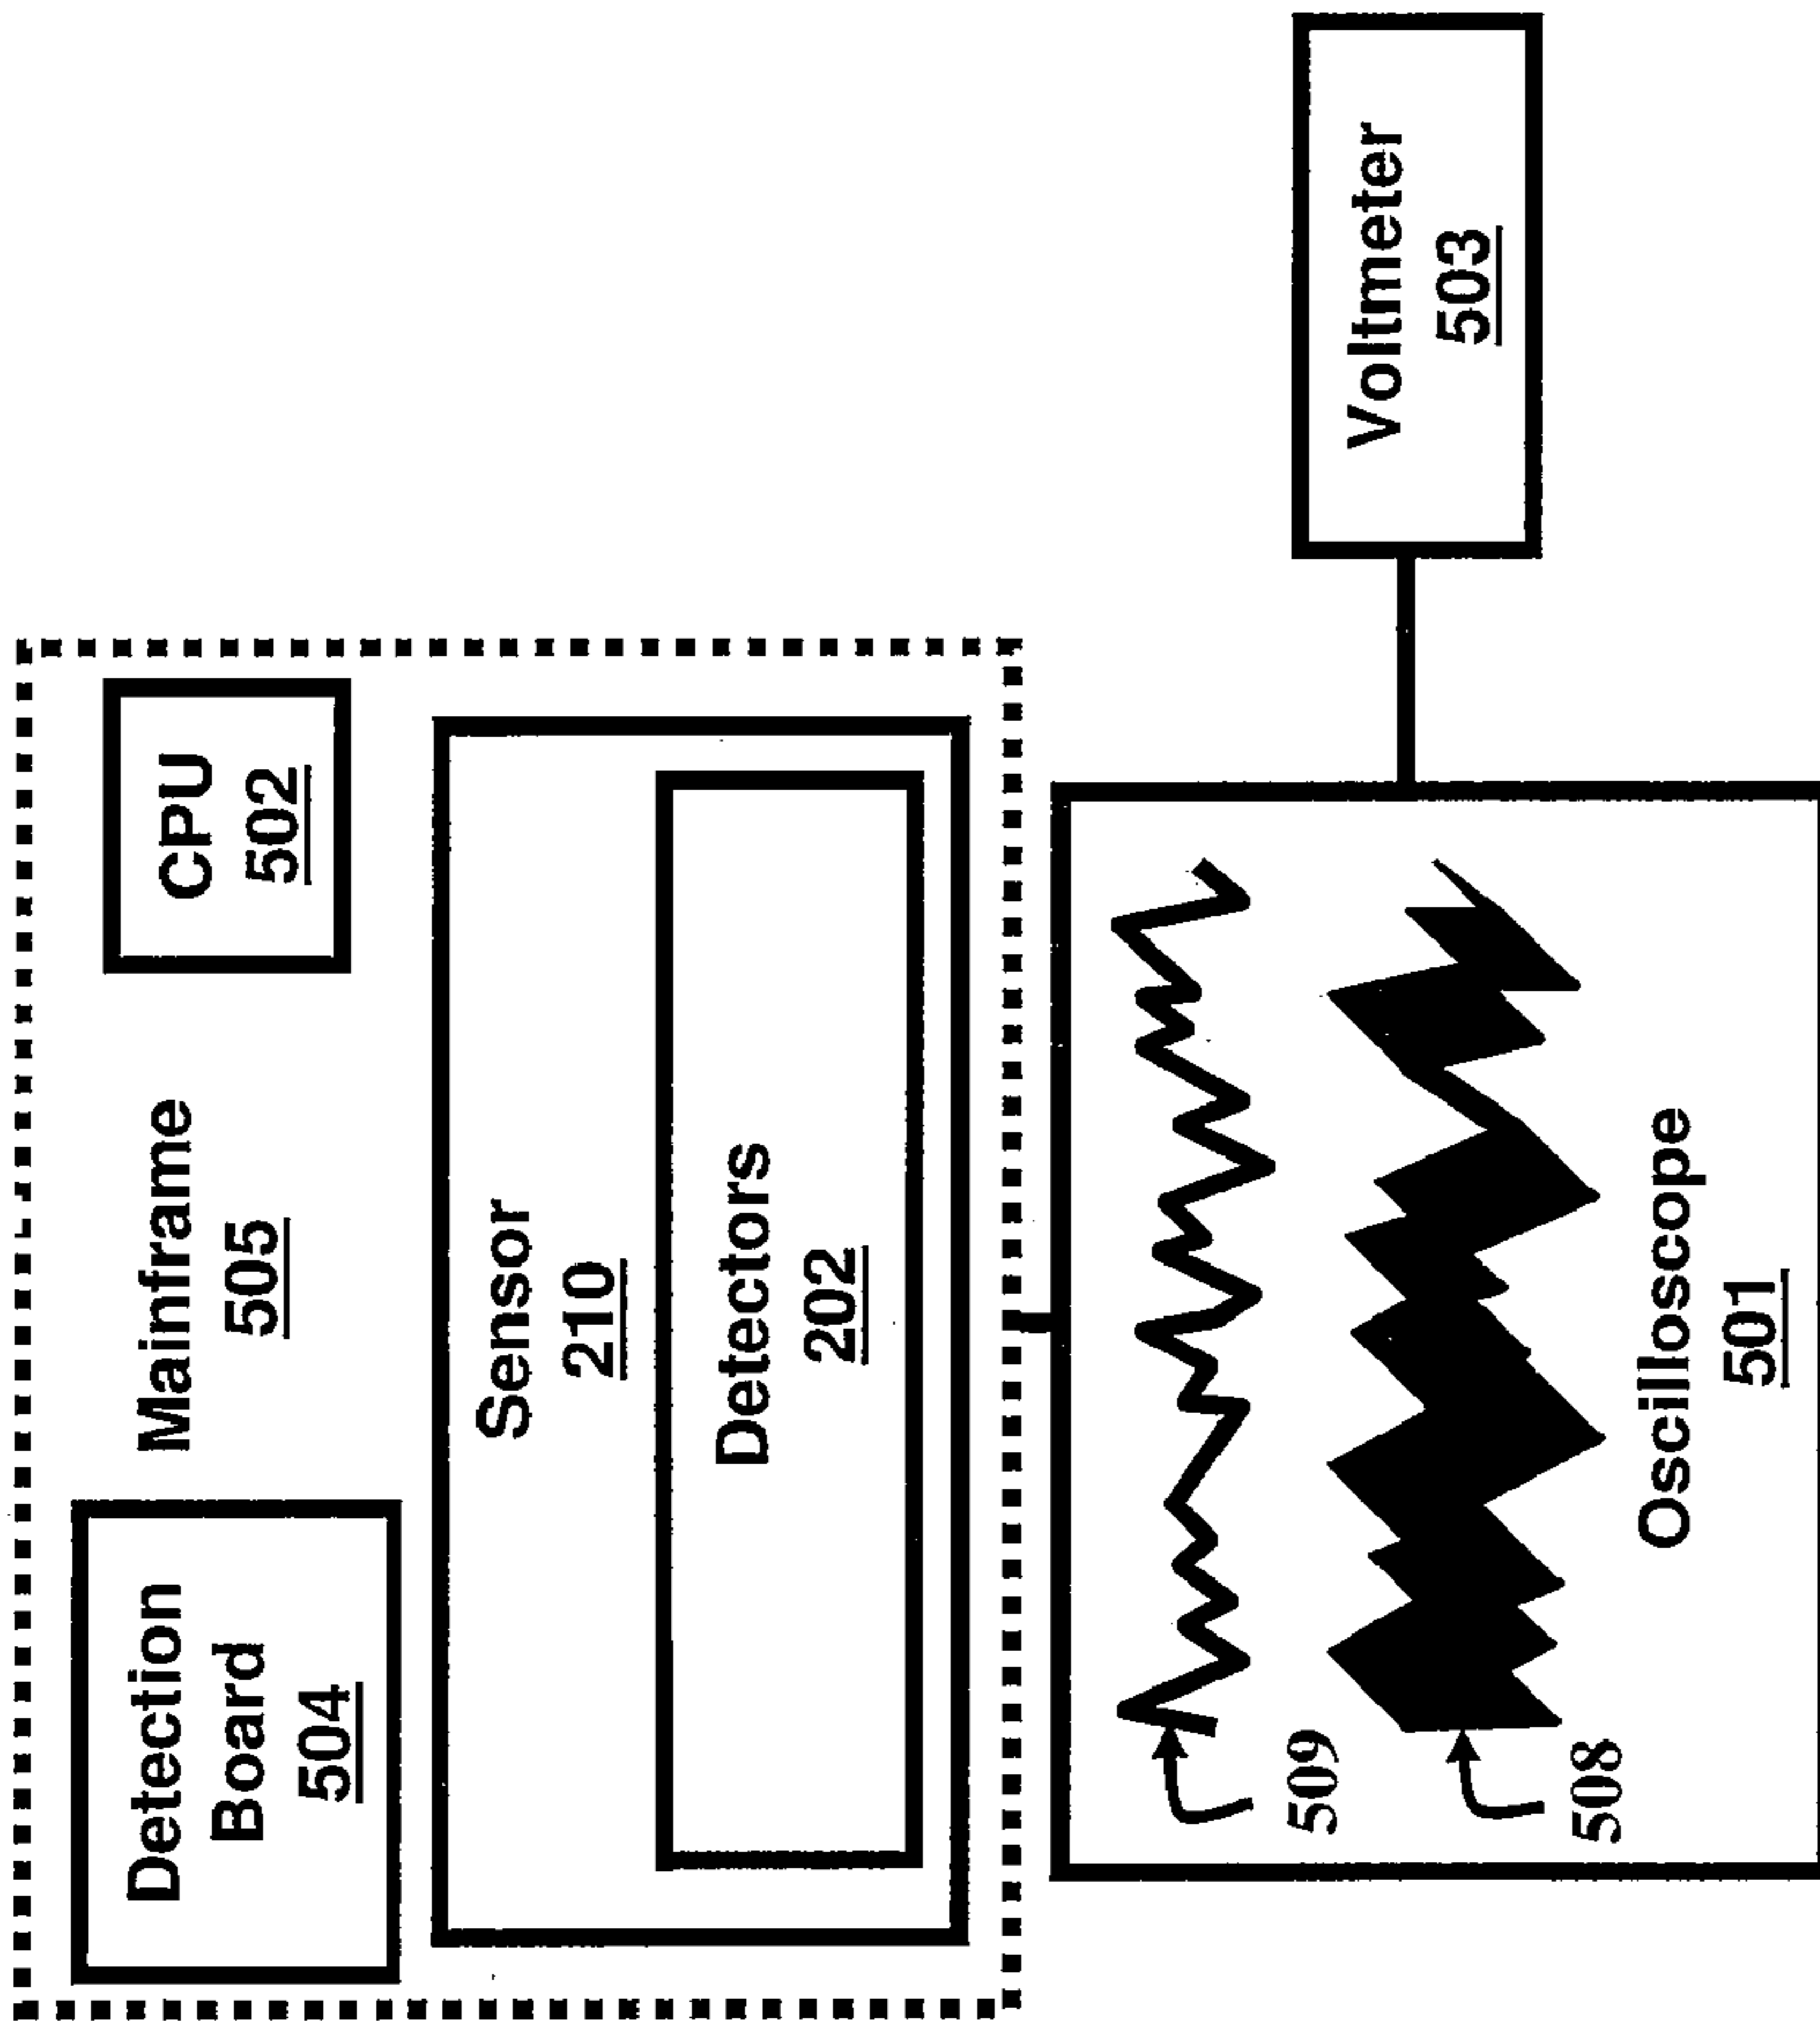 Detection
Board
504
Mainframe
505
CPU
502
Sensor
210
Detectors
202
509
508
Oscilloscope
501
Voltmeter
503